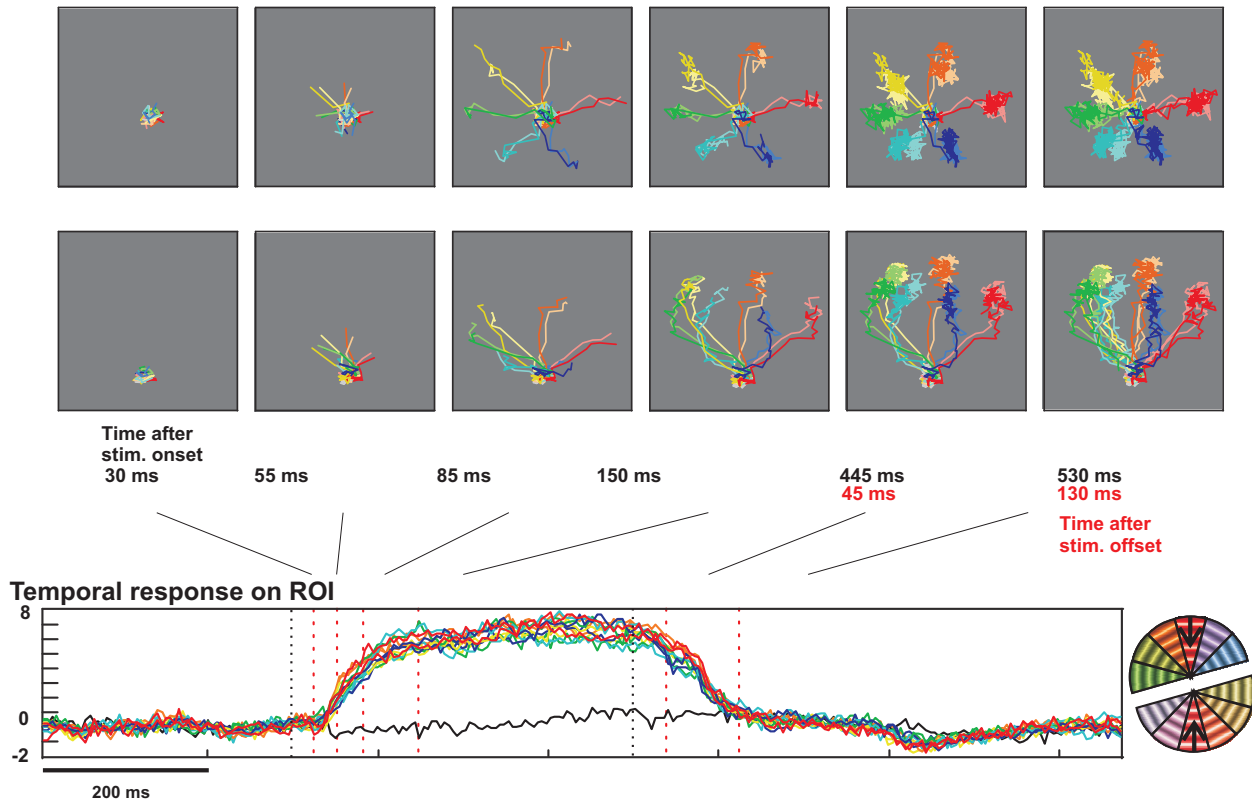 Time after
stim. onset
30 ms
55 ms
85 ms
150 ms
445 ms
530 ms
45 ms
130 ms
Time after
stim. offset
Temporal response on ROI
8
0
-2
200 ms